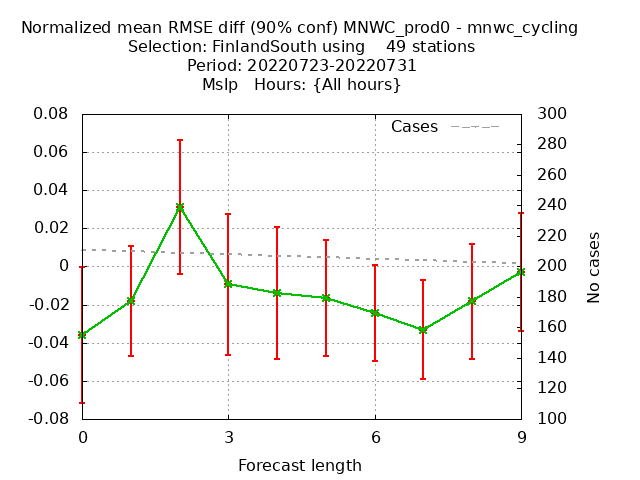 Normalized mean RMSE diff (90% conf) MNWC_prod0 - mnwc_cycling
Selection: FinlandSouth using    49 stations
Period: 20220723-20220731
Mslp   Hours: {All hours}
Cases
0.08
0.06
0.04
0.02
0
-0.02
-0.04
-0.06
-0.08
300
280
260
240
220
200
180
160
140
120
100
No cases
0 3 6 9
Forecast length